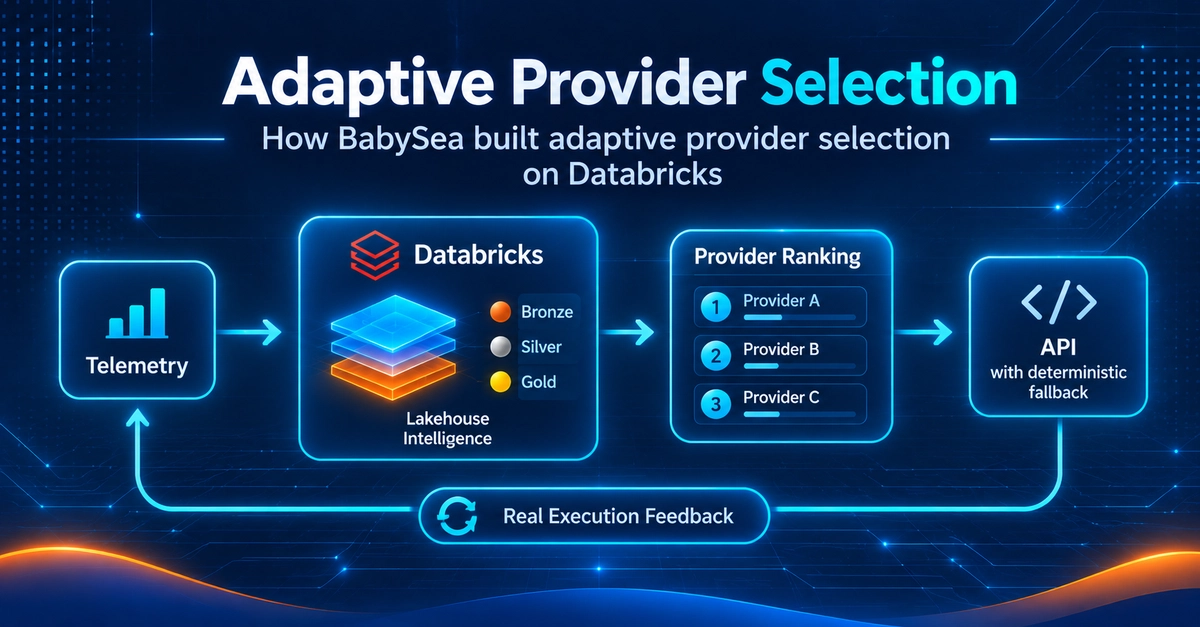 Adaptive Provider Selection
How BabySea built adaptive provider selection
on Databricks
Telemetry
Databricks
Bronze
Silver
Gold
Lakehouse
Intelligence
Provider Ranking
1 Provider A
2 Provider B
3 Provider C
</>
API
with deterministic
fallback
Real Execution Feedback